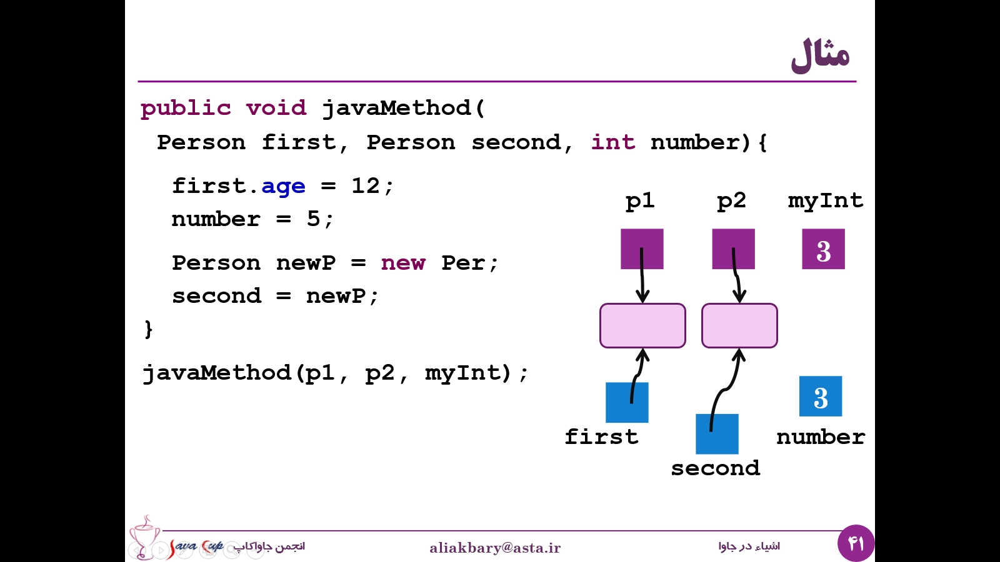 مثال
public void javaMethod(
Person first, Person second, int number){
first.age = 12;
number = 5;
Person newP = new Per;
second = newP;
}
javaMethod(p1, p2, myInt);
p1 p2 myInt
3
3
first
number
second
Java Cup
انجمن جاواکاپ
aliakbary@asta.ir
اشیاء در جاوا
۴۱